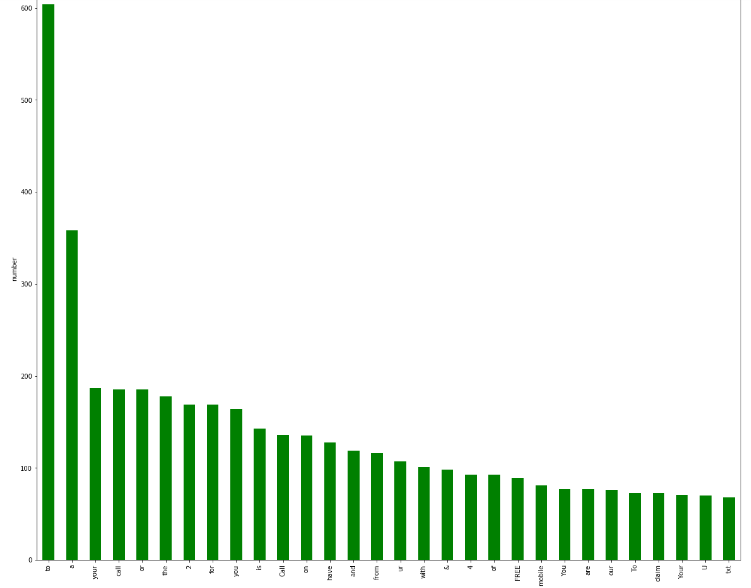 600
500
400
300
200
100
0
number
to
a
your
call
or
the
2
for
you
is
Call
on
have
and
from
ur
with
&
4
of
FREE
mobile
You
are
our
To
claim
Your
U
txt